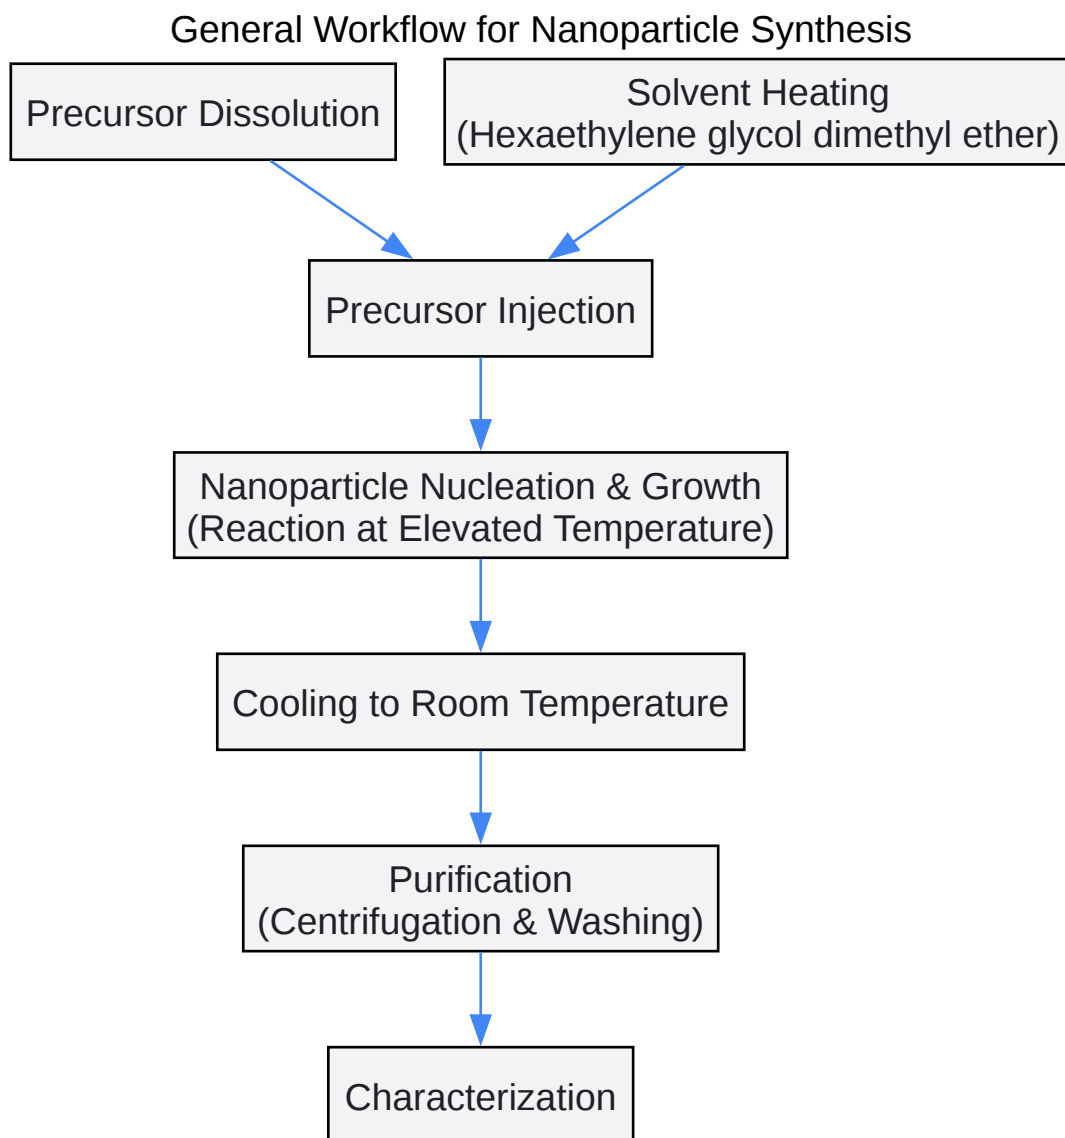 General Workflow for Nanoparticle Synthesis
Precursor Dissolution
Solvent Heating
(Hexaethylene glycol dimethyl ether)
Precursor Injection
Nanoparticle Nucleation & Growth
(Reaction at Elevated Temperature)
Cooling to Room Temperature
Purification
(Centrifugation & Washing)
Characterization